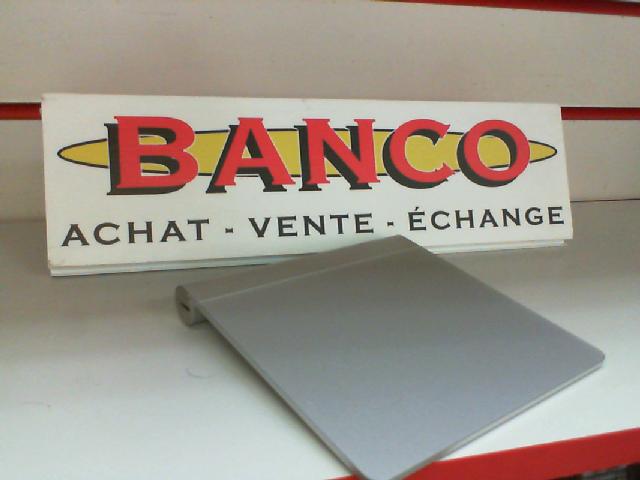 BANCO
ACHAT - VENTE - ÉCHANGE